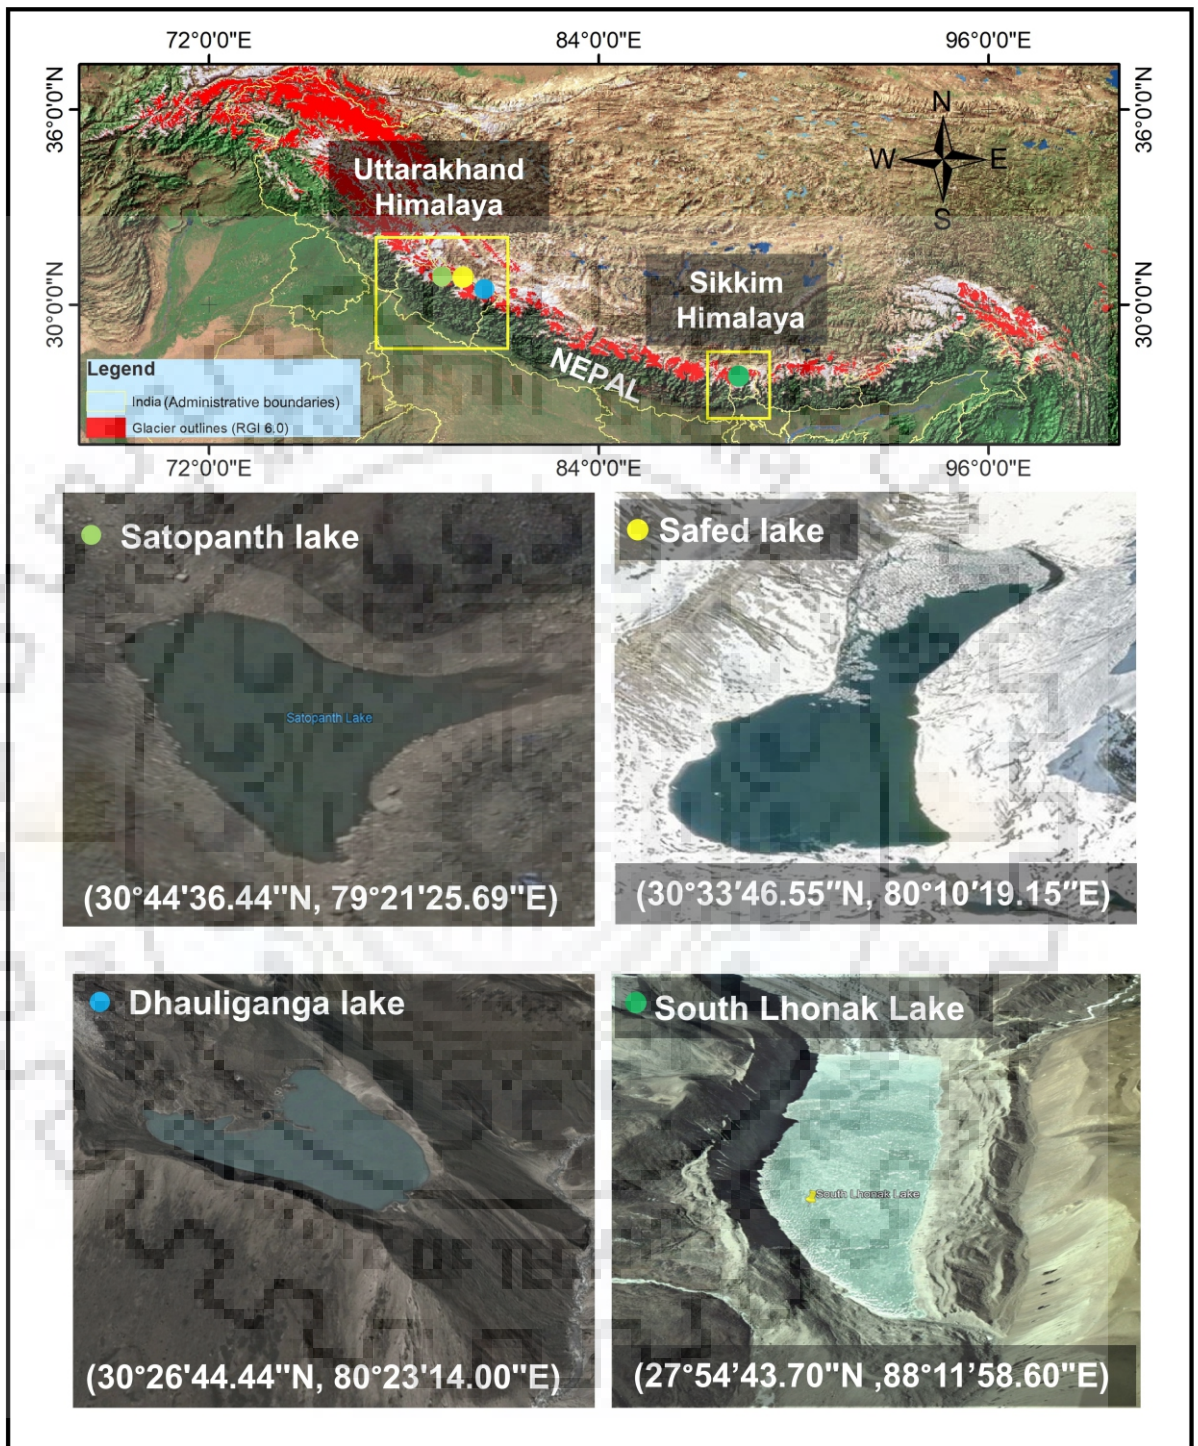 72°0'0"E 84°0'0"E 96°0'0"E
36°0'0"N
36°0'0"N
N
W E
S
Uttarakhand
Himalaya
Sikkim
Himalaya
30°0'0"N
30°0'0"N
NEPAL
Legend
India (Administrative boundaries)
Glacier outlines (RGI 6.0)
72°0'0"E 84°0'0"E 96°0'0"E
Satopanth lake
Satopanth Lake
(30°44'36.44"N, 79°21'25.69"E)
Safed lake
(30°33′46.55″N, 80°10′19.15″E)
Dhauliganga lake
(30°26'44.44"N, 80°23'14.00"E)
South Lhonak Lake
South Lhonak Lake
(27°54’43.70"N ,88°11’58.60"E)